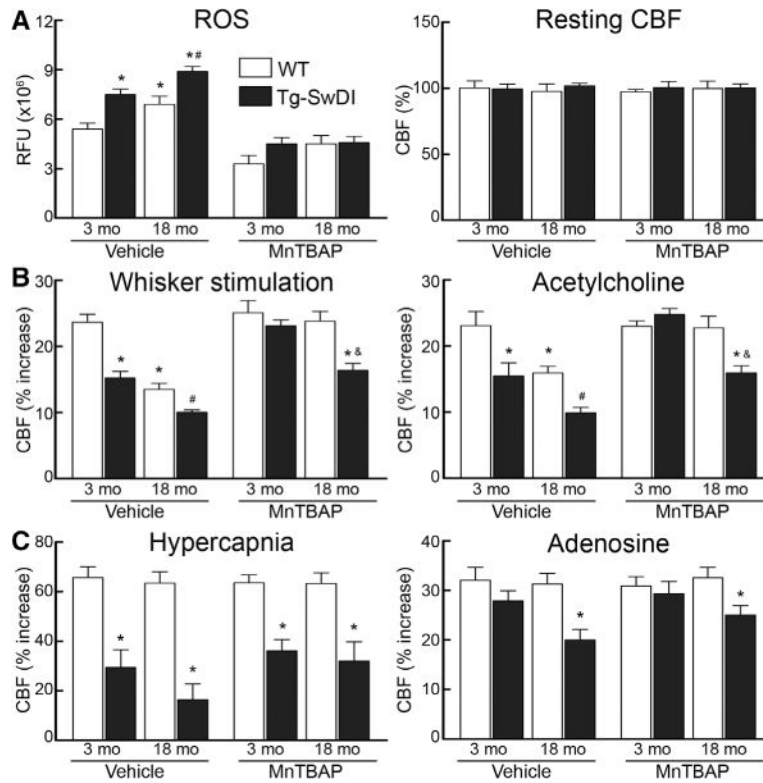 A
ROS
RFU (x10⁶)
12
9
6
3
0
*
*
*#
WT
Tg-SwDI
3 mo
18 mo
3 mo
18 mo
Vehicle
MnTBAP
Resting CBF
CBF (%)
150
100
50
0
3 mo
18 mo
3 mo
18 mo
Vehicle
MnTBAP
B
Whisker stimulation
CBF (% increase)
30
20
10
0
*
*
#
* &
3 mo
18 mo
3 mo
18 mo
Vehicle
MnTBAP
Acetylcholine
CBF (% increase)
30
20
10
0
*
*
#
* &
3 mo
18 mo
3 mo
18 mo
Vehicle
MnTBAP
C
Hypercapnia
CBF (% increase)
80
60
40
20
0
*
*
*
*
3 mo
18 mo
3 mo
18 mo
Vehicle
MnTBAP
Adenosine
CBF (% increase)
40
30
20
10
0
*
*
3 mo
18 mo
3 mo
18 mo
Vehicle
MnTBAP